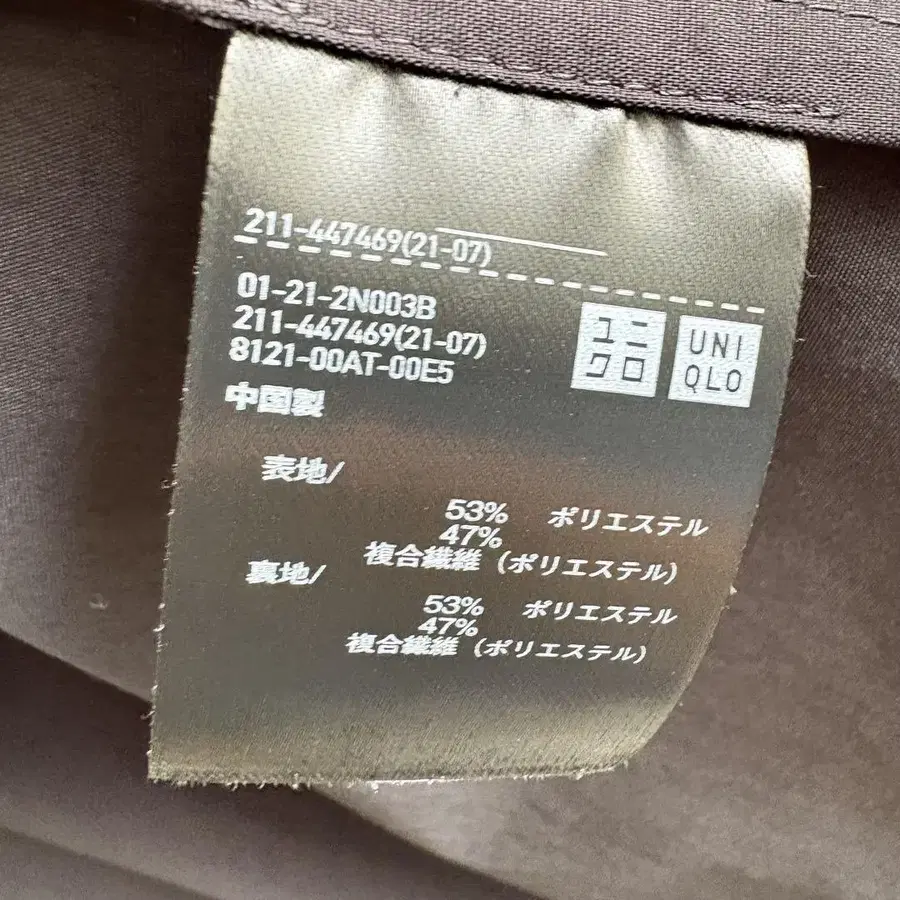 211-447469(21-07)
01-21-2N003B
211-447469(21-07)
8121-00AT-00E5
中国製
ユニ
クロ
UNI
QLO
表地/
53% ポリエステル
47%
複合繊維 (ポリエステル)
裏地/
53% ポリエステル
47%
複合繊維 (ポリエステル)